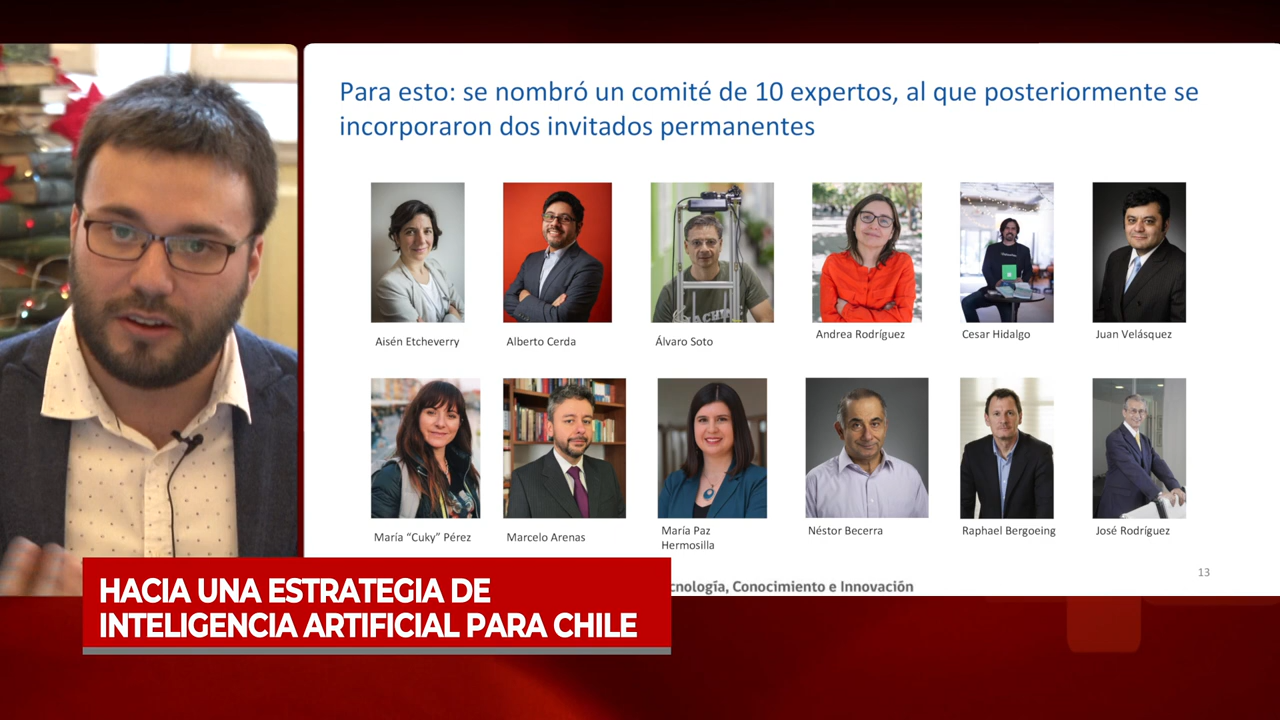 Para esto: se nombró un comité de 10 expertos, al que posteriormente se
incorporaron dos invitados permanentes
Aisén Etcheverry
Alberto Cerda
Álvaro Soto
Andrea Rodríguez
Cesar Hidalgo
Juan Velásquez
María “Cuky” Pérez
Marcelo Arenas
María Paz
Hermosilla
Néstor Becerra
Raphael Bergoeing
José Rodríguez
13
cnología, Conocimiento e Innovación
HACIA UNA ESTRATEGIA DE
INTELIGENCIA ARTIFICIAL PARA CHILE